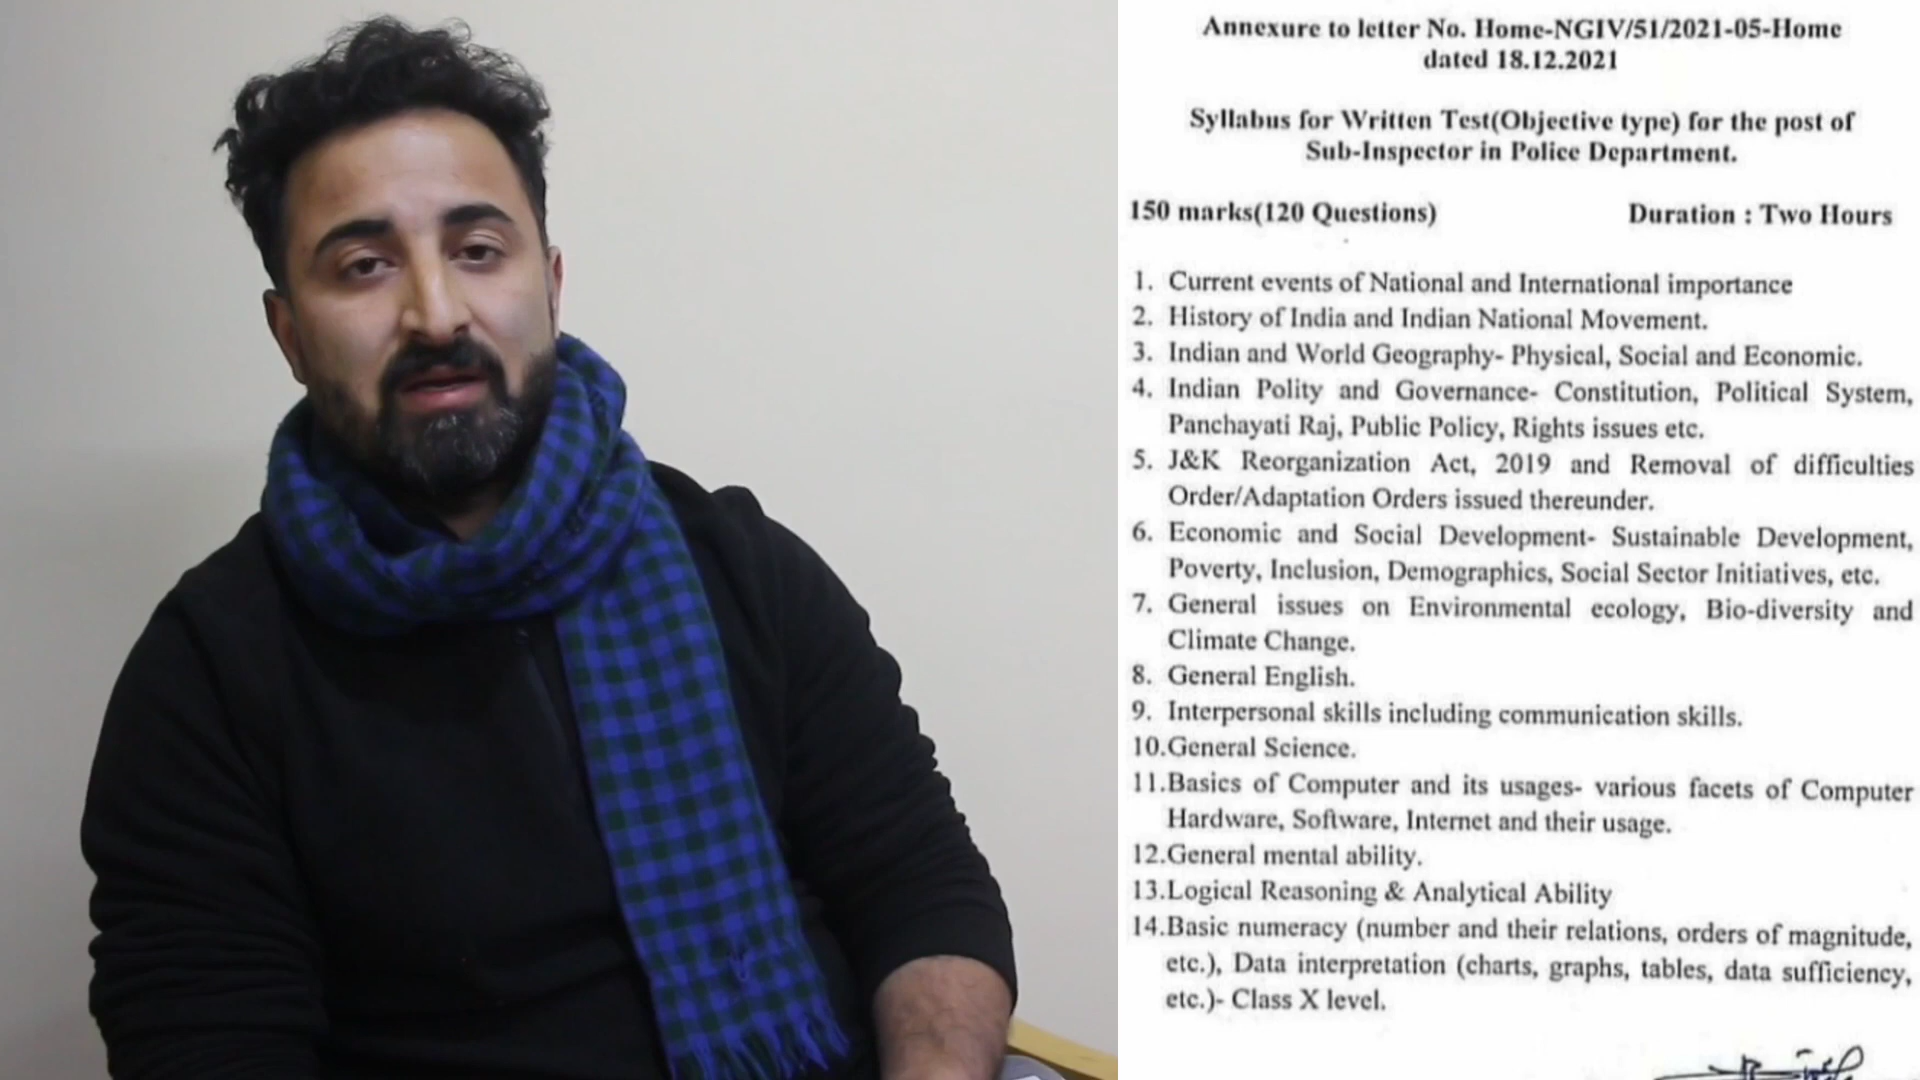 Annexure to letter No. Home-NGIV/51/2021-05-Home
dated 18.12.2021
Syllabus for Written Test(Objective type) for the post of
Sub-Inspector in Police Department.
150 marks(120 Questions) Duration : Two Hours
1. Current events of National and International importance
2. History of India and Indian National Movement.
3. Indian and World Geography- Physical, Social and Economic.
4. Indian Polity and Governance- Constitution, Political System,
Panchayati Raj, Public Policy, Rights issues etc.
5. J&K Reorganization Act, 2019 and Removal of difficulties
Order/Adaptation Orders issued thereunder.
6. Economic and Social Development- Sustainable Development,
Poverty, Inclusion, Demographics, Social Sector Initiatives, etc.
7. General issues on Environmental ecology, Bio-diversity and
Climate Change.
8. General English.
9. Interpersonal skills including communication skills.
10.General Science.
11.Basics of Computer and its usages- various facets of Computer
Hardware, Software, Internet and their usage.
12.General mental ability.
13.Logical Reasoning & Analytical Ability
14.Basic numeracy (number and their relations, orders of magnitude,
etc.), Data interpretation (charts, graphs, tables, data sufficiency,
etc.)- Class X level.